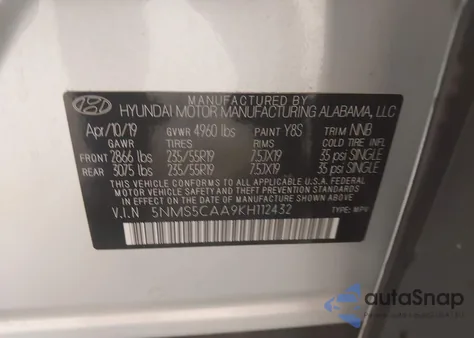 MANUFACTURED BY
HYUNDAI MOTOR MANUFACTURING ALABAMA, LLC
Apr/10/19 GVWR 4960 lbs PAINT Y8S TRIM NNB
GAWR TIRES RIMS COLD TIRE INFL
FRONT 2866 lbs 235/55R19 7.5JX19 35 psi SINGLE
REAR 3075 lbs 235/55R19 7.5JX19 35 psi SINGLE
THIS VEHICLE CONFORMS TO ALL APPLICABLE U.S. FEDERAL MOTOR
VEHICLE SAFETY AND THEFT PREVENTION STANDARDS
IN EFFECT ON THE DATE OF MANUFACTURE SHOWN ABOVE.
V.I.N 5NMS5CAA9KH112432 TYPE: MPV
autoSnap